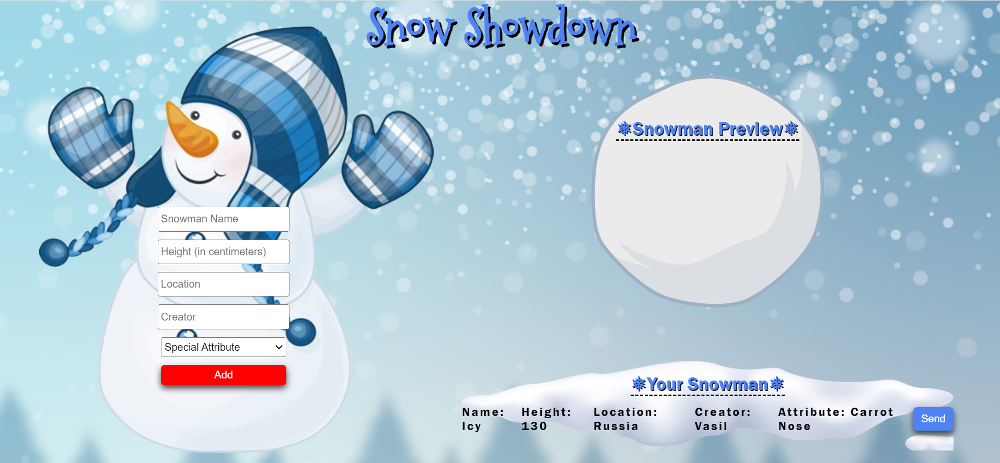 Snow Showdown
Snowman Name
Height (in centimeters)
Location
Creator
Special Attribute
Add
❅Snowman Preview❅
❅Your Snowman❅
Name: Icy
Height: 130
Location: Russia
Creator: Vasil
Attribute: Carrot Nose
Send